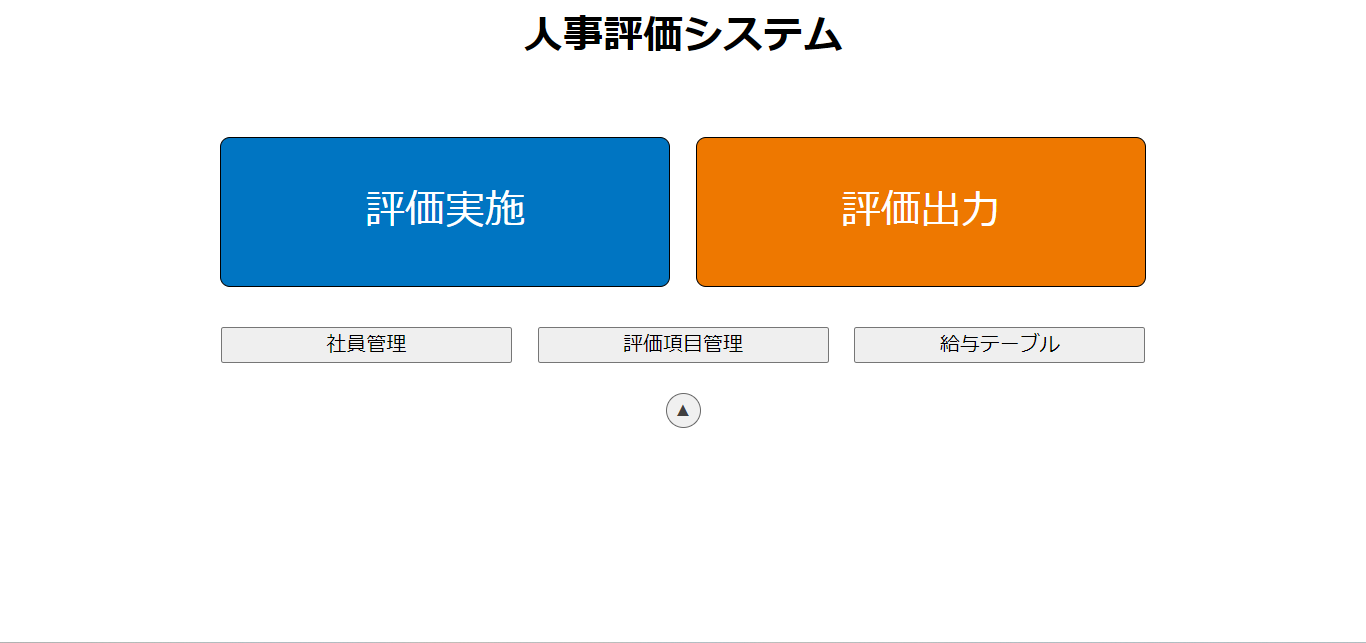 人事評価システム
評価実施
評価出力
社員管理
評価項目管理
給与テーブル
▲